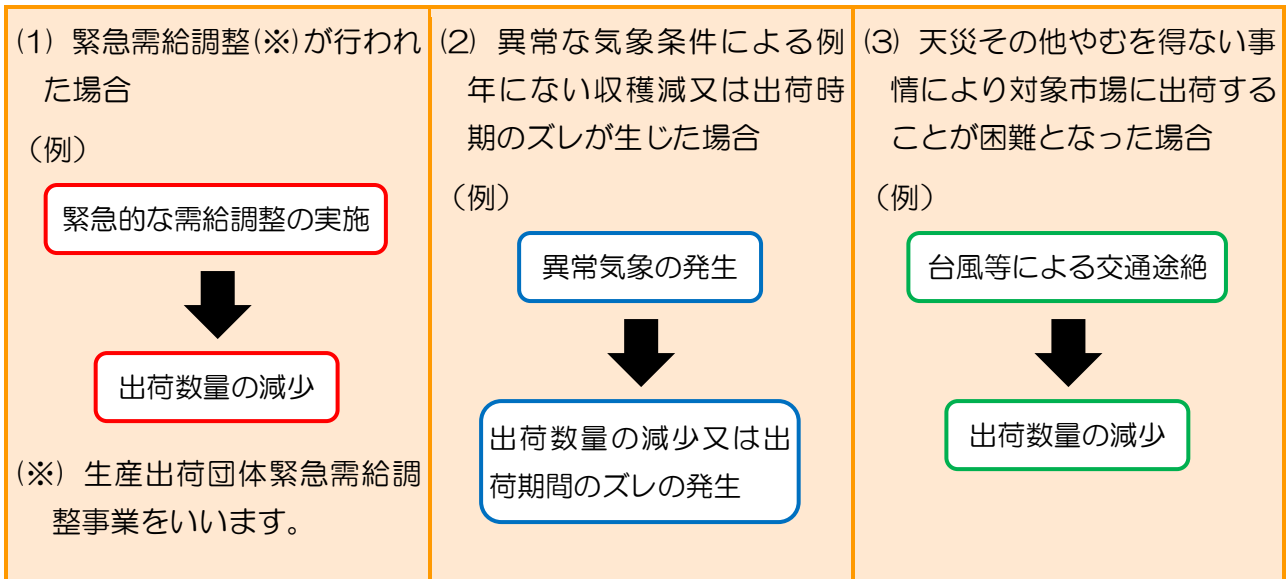 (1) 緊急需給調整(※)が行われ
た場合
（例）
緊急的な需給調整の実施
出荷数量の減少
(※) 生産出荷団体緊急需給調
整事業をいいます。
(2) 異常な気象条件による例
年にない収穫減又は出荷時
期のズレが生じた場合
（例）
異常気象の発生
出荷数量の減少又は出
荷期間のズレの発生
(3) 天災その他やむを得ない事
情により対象市場に出荷する
ことが困難となった場合
（例）
台風等による交通途絶
出荷数量の減少